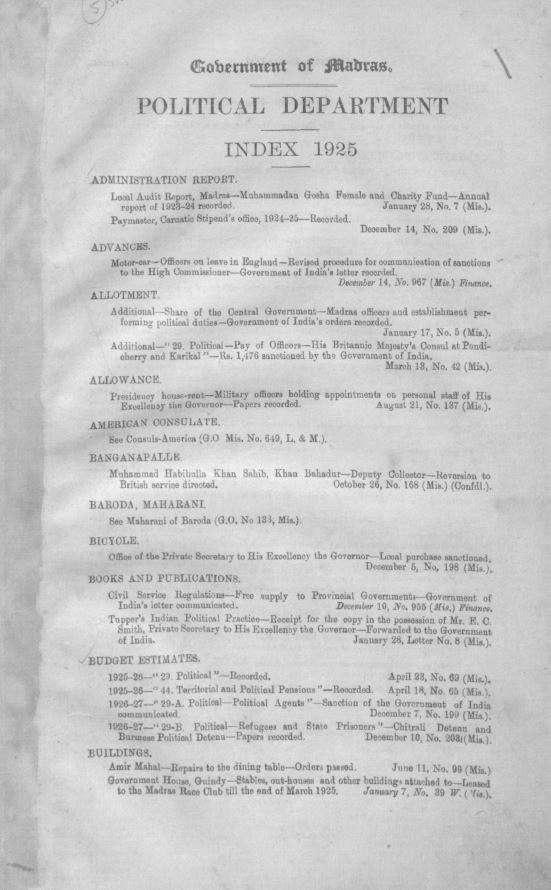 Government of Madras.
POLITICAL DEPARTMENT
INDEX 1925
ADMINISTRATION REPORT.
Local Audit Report, Madras—Muhammadan Gosha Female and Charity Fund—Annual
report of 1923-24 recorded. January 28, No. 7 (Mis.).
Paymaster, Carnatic Stipend's office, 1924-25—Recorded.
December 14, No. 209 (Mis.).
ADVANCES.
Motor-car—Officers on leave in England—Revised procedure for communication of sanctions
to the High Commissioner—Government of India's letter recorded.
December 14, No. 967 (Mis.) Finance.
ALLOTMENT.
Additional—Share of the Central Government—Madras officers and establishment per-
forming political duties—Government of India's orders recorded.
January 17, No. 5 (Mis.).
Additional—" 29. Political—Pay of Officers—His Britannic Majesty's Consul at Pondi-
cherry and Karikal "—Rs. 1,476 sanctioned by the Government of India.
March 13, No. 42 (Mis.).
ALLOWANCE.
Presidency house-rent—Military officers holding appointments on personal staff of His
Excellenay the Governor—Papers recorded. August 21, No. 137 (Mis.).
AMERICAN CONSULATE.
See Consuls-America (G.O Mis. No. 649, L. & M.).
BANGANAPALLE
Muhammad Habibulla Khan Sahib, Khan Bahadur—Deputy Collector—Reversion to
British service directed. October 26, No. 168 (Mis.) (Confdl.).
BARODA, MAHARANI.
See Maharani of Baroda (G.O. No 133, Mis.).
BICYCLE.
Office of the Private Secretary to His Excellency the Governor—Local purchase sanctioned.
December 5, No, 198 (Mis.).
BOOKS AND PUBLICATIONS.
Civil Service Regulations—Free supply to Provincial Governments—Government of
India's letter communicated. December 10, No. 955 (Mis.) Finance.
Tupper's Indian Political Practice—Receipt for the copy in the possession of Mr. E. C.
Smith, Private Secretary to His Excellency the Governor—Forwarded to the Government
of India. January 28, Letter No. 8 (Mis.).
BUDGET ESTIMATES.
1925-26—" 29. Political "—Recorded. April 23, No. 69 (Mis.).
1925-26—" 44. Territorial and Political Pensions "—Recorded. April 18, No. 65 (Mis.).
1926-27—" 29-A. Political—Political Agents "—Sanction of the Government of India
communicated. December 7, No. 199 (Mis.).
1926-27—" 29-B. Political—Refugees and State Prisoners "—Chitrali Detenu and
Burmese Political Detenu—Papers recorded. December 10, No. 208 (Mis.).
BUILDINGS.
Amir Mahal—Repairs to the dining table—Orders passed. June 11, No. 99 (Mis.)
Government House, Guindy—Stables, out-houses and other buildings attached to—Leased
to the Madras Race Club till the end of March 1925. January 7, No. 39 W. (Mis.).